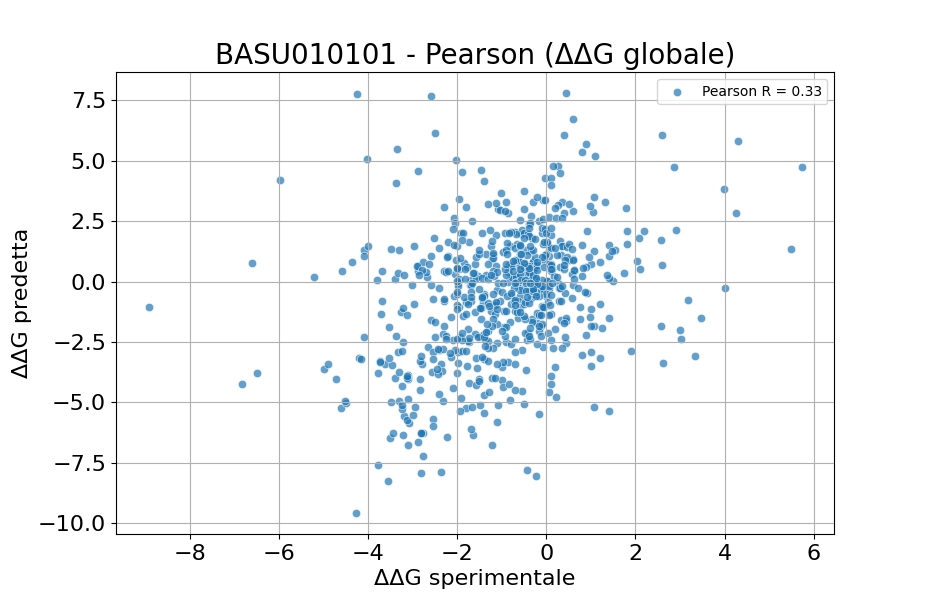 BASU010101 - Pearson (ΔΔG globale)
Pearson R = 0.33
7.5
5.0
2.5
0.0
−2.5
−5.0
−7.5
−10.0
ΔΔG predetta
−8 −6 −4 −2 0 2 4 6
ΔΔG sperimentale